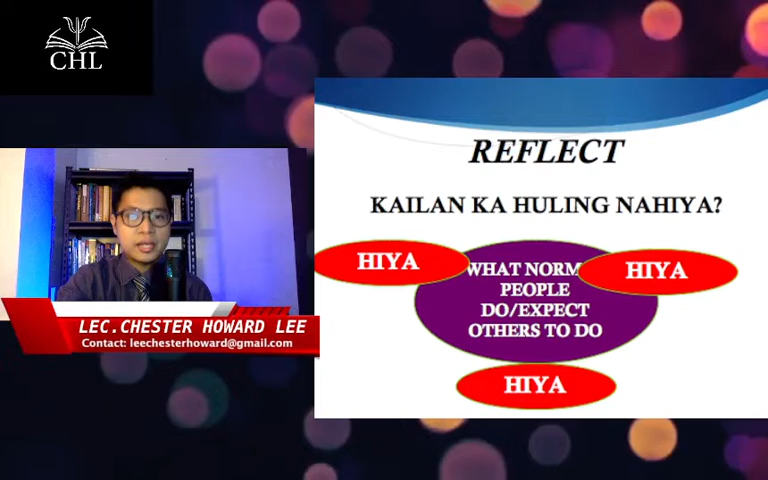 CHL
REFLECT
KAILAN KA HULING NAHIYA?
HIYA
WHAT NORM
HIYA
PEOPLE
DO/EXPECT
OTHERS TO DO
HIYA
LEC.CHESTER HOWARD LEE
Contact: leechesterhoward@gmail.com